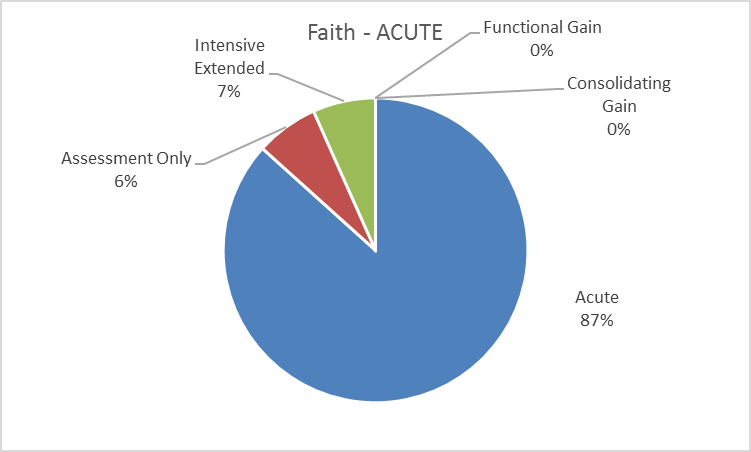 Faith - ACUTE
Functional Gain
0%
Consolidating
Gain
0%
Intensive
Extended
7%
Assessment Only
6%
Acute
87%